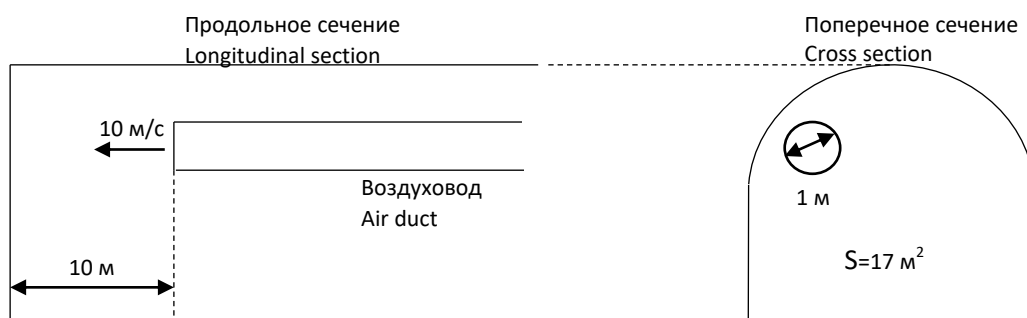 Продольное сечение
Longitudinal section
Поперечное сечение
Cross section
10 м/с
Воздуховод
Air duct
1 м
10 м
S=17 м²